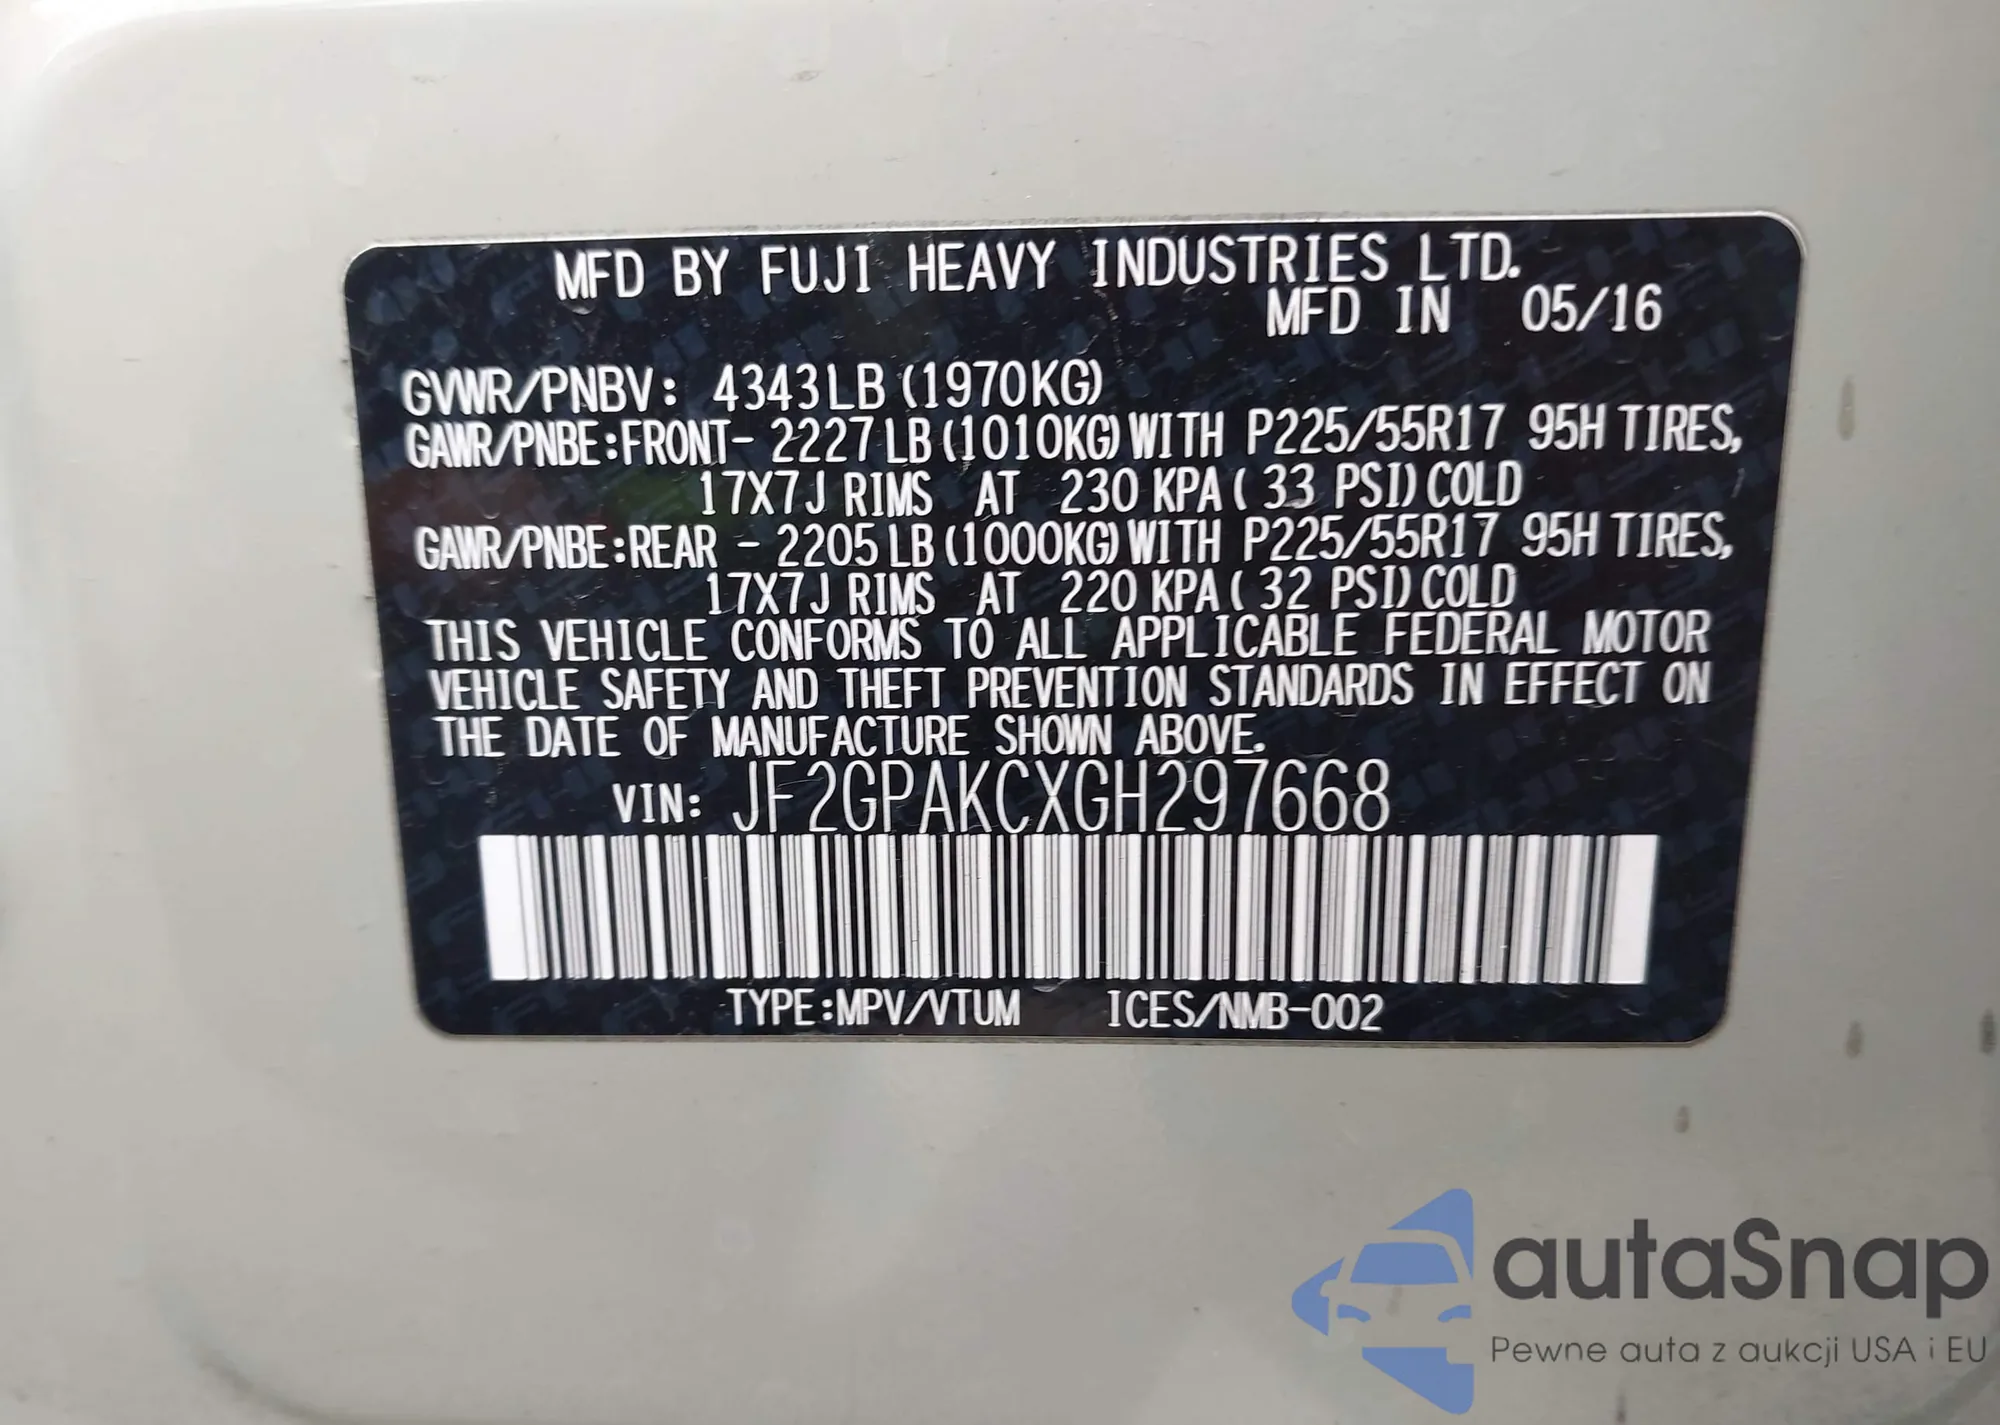 MFD BY FUJI HEAVY INDUSTRIES LTD.
MFD IN 05/16
GVWR/PNBV: 4343LB (1970KG)
GAWR/PNBE:FRONT- 2227LB (1010KG) WITH P225/55R17 95H TIRES,
17X7J RIMS AT 230 KPA ( 33 PSI) COLD
GAWR/PNBE:REAR - 2205LB (1000KG) WITH P225/55R17 95H TIRES,
17X7J RIMS AT 220 KPA ( 32 PSI) COLD
THIS VEHICLE CONFORMS TO ALL APPLICABLE FEDERAL MOTOR
VEHICLE SAFETY AND THEFT PREVENTION STANDARDS IN EFFECT ON
THE DATE OF MANUFACTURE SHOWN ABOVE.
VIN: JF2GPAKCXGH297668
TYPE:MPV/VTUM ICES/NMB-002
autaSnap
Pewne auta z aukcji USA i EU